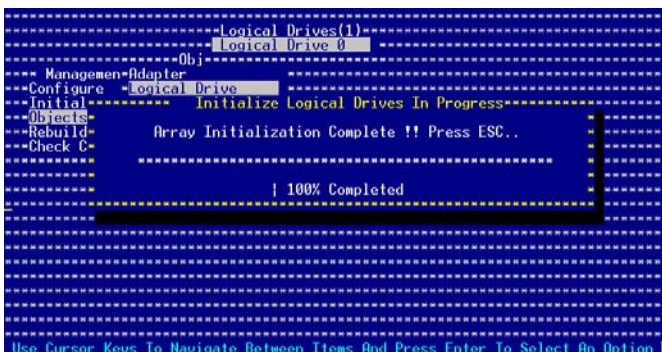 Logical Drives(1)
Logical Drive 0
Obj
Managemen Adapter
Configure Logical Drive
Initial Initialize Logical Drives In Progress
Objects
Rebuild Array Initialization Complete !! Press ESC..
Check C
| 100% Completed
Use Cursor Keys To Navigate Between Items And Press Enter To Select An Option